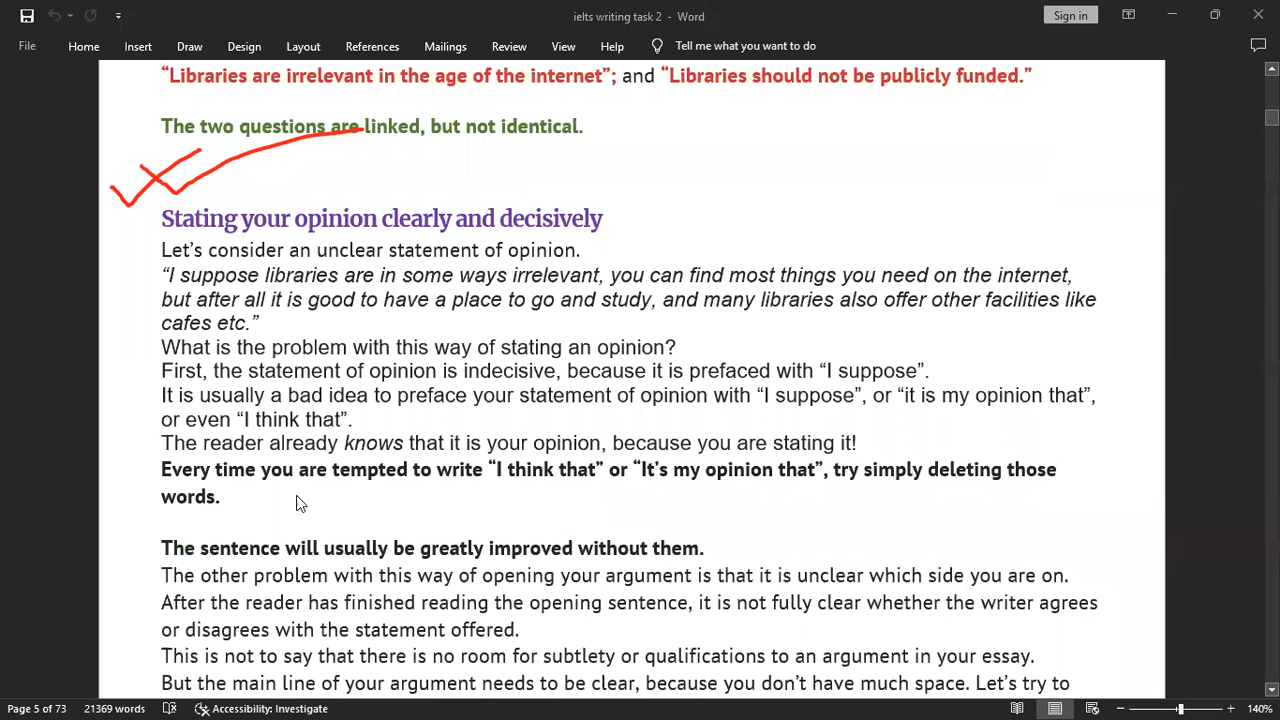 ielts writing task 2 - Word
Sign in
File Home Insert Draw Design Layout References Mailings Review View Help Tell me what you want to do
“Libraries are irrelevant in the age of the internet”; and “Libraries should not be publicly funded.”
The two questions are linked, but not identical.
Stating your opinion clearly and decisively
Let’s consider an unclear statement of opinion.
“I suppose libraries are in some ways irrelevant, you can find most things you need on the internet,
but after all it is good to have a place to go and study, and many libraries also offer other facilities like
cafes etc.”
What is the problem with this way of stating an opinion?
First, the statement of opinion is indecisive, because it is prefaced with “I suppose”.
It is usually a bad idea to preface your statement of opinion with “I suppose”, or “it is my opinion that”,
or even “I think that”.
The reader already knows that it is your opinion, because you are stating it!
Every time you are tempted to write “I think that” or “It’s my opinion that”, try simply deleting those
words.
The sentence will usually be greatly improved without them.
The other problem with this way of opening your argument is that it is unclear which side you are on.
After the reader has finished reading the opening sentence, it is not fully clear whether the writer agrees
or disagrees with the statement offered.
This is not to say that there is no room for subtlety or qualifications to an argument in your essay.
But the main line of your argument needs to be clear, because you don’t have much space. Let’s try to
Page 5 of 73 21369 words Accessibility: Investigate 140%